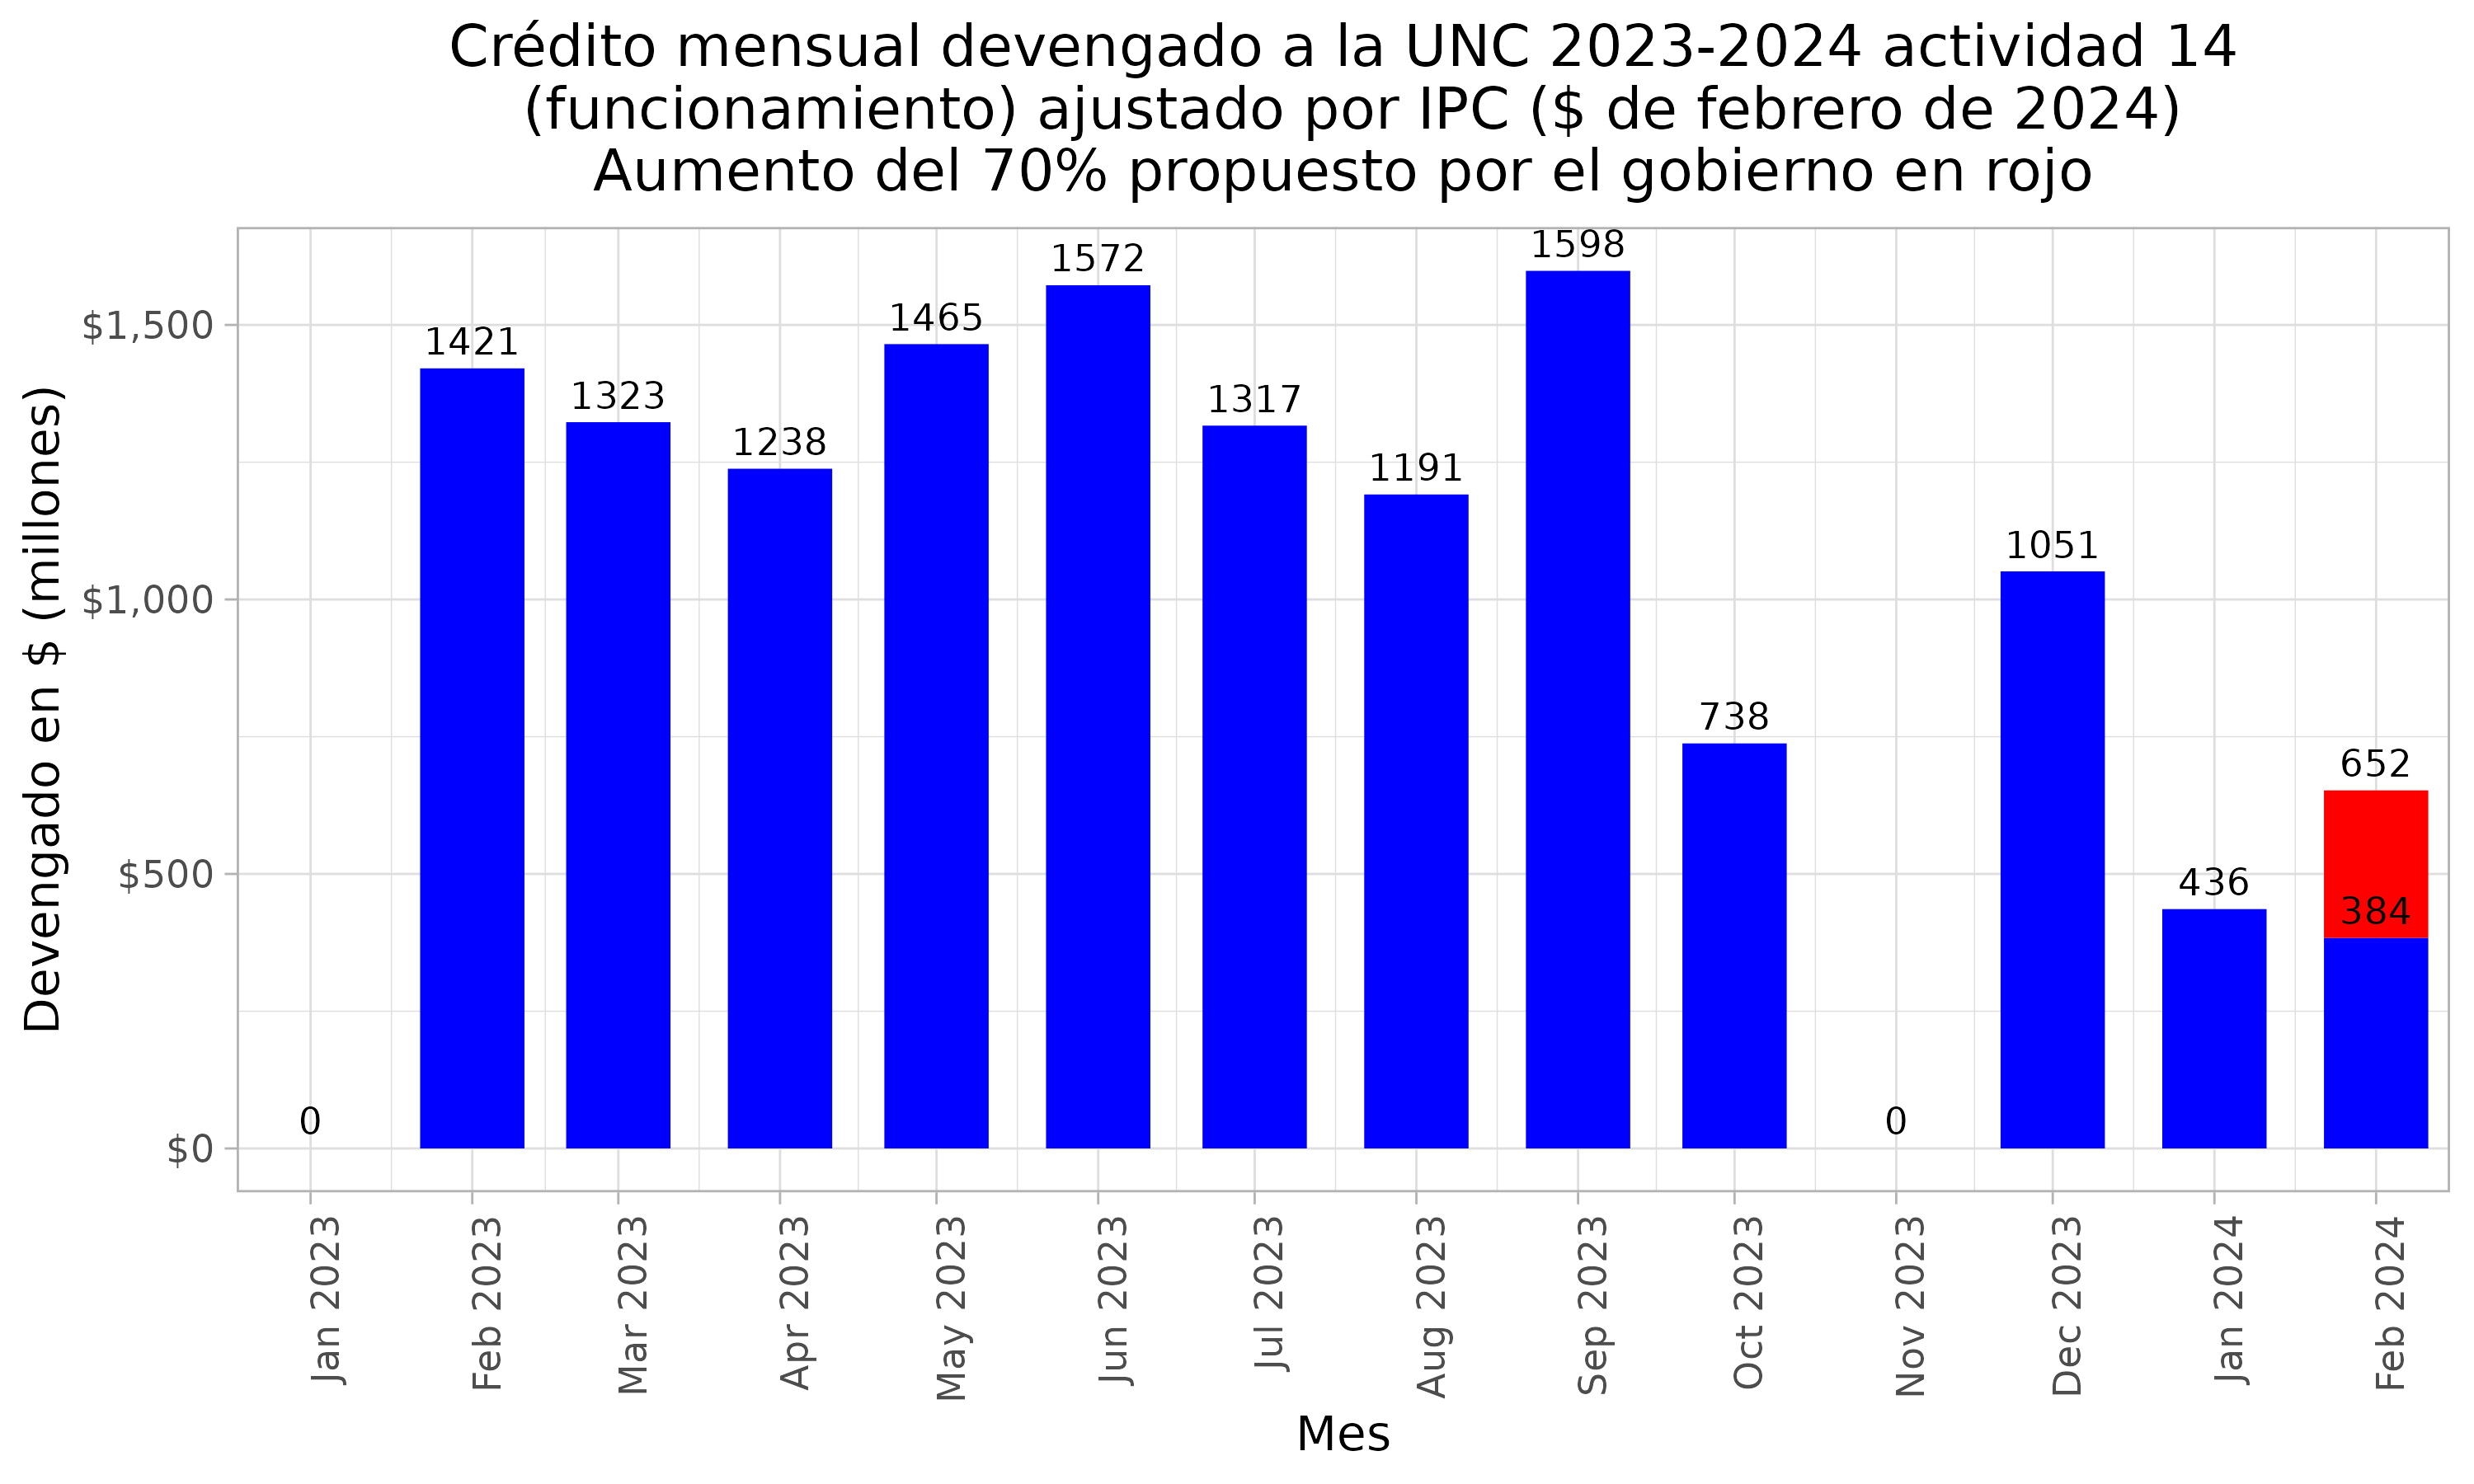 Crédito mensual devengado a la UNC 2023-2024 actividad 14
(funcionamiento) ajustado por IPC ($ de febrero de 2024)
Aumento del 70% propuesto por el gobierno en rojo
Devengado en $ (millones)
$1,500
$1,000
$500
$0
0
1421
1323
1238
1465
1572
1317
1191
1598
738
0
1051
436
652
384
Jan 2023
Feb 2023
Mar 2023
Apr 2023
May 2023
Jun 2023
Jul 2023
Aug 2023
Sep 2023
Oct 2023
Nov 2023
Dec 2023
Jan 2024
Feb 2024
Mes